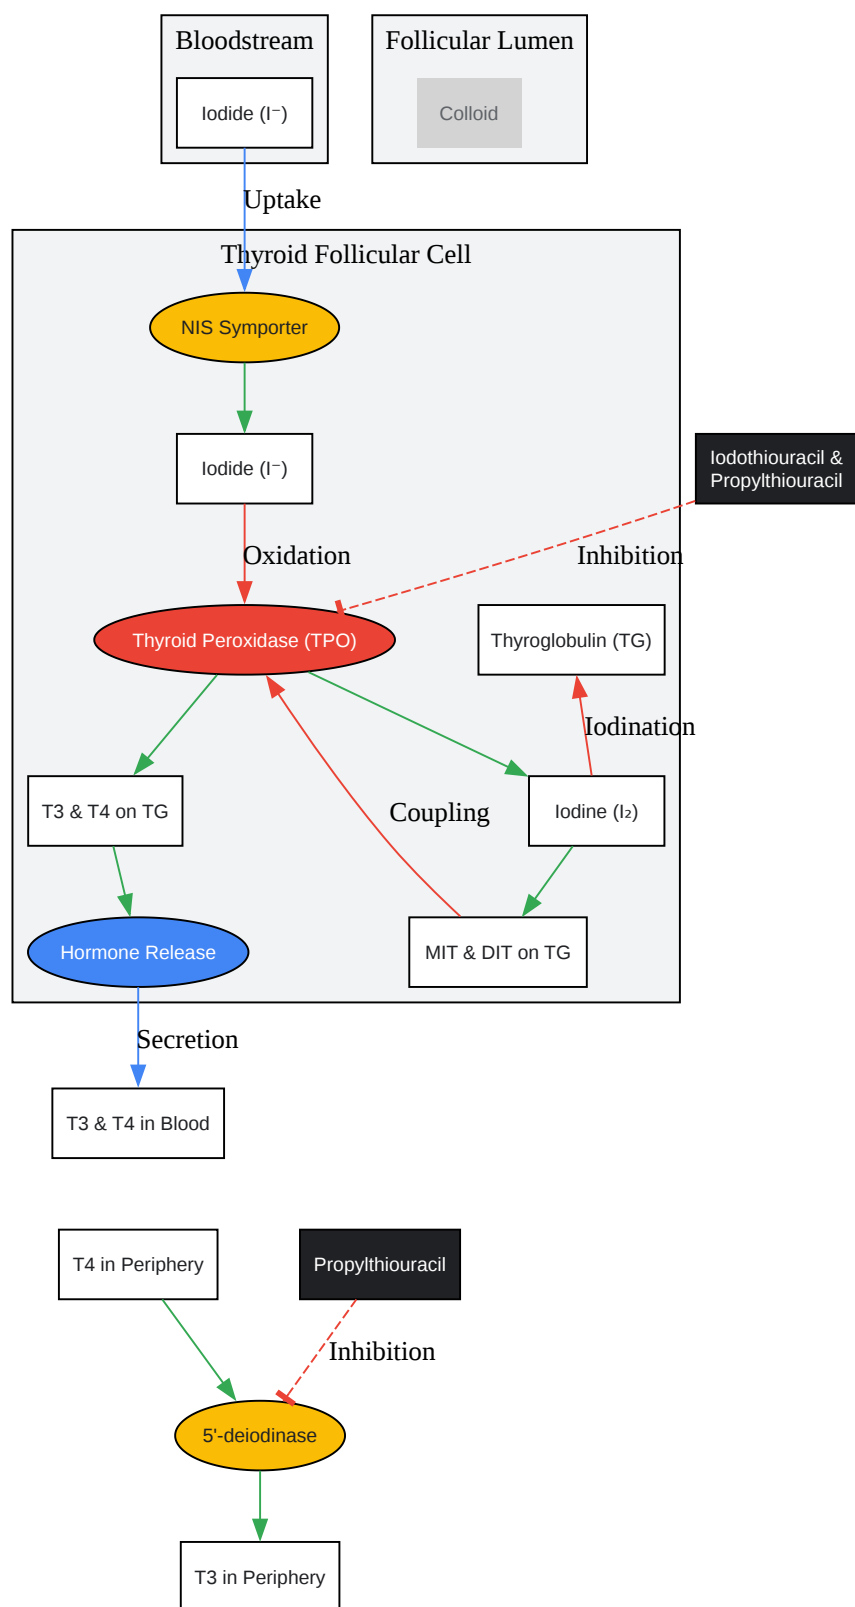 Bloodstream
Follicular Lumen
Iodide (I⁻)
Colloid
Uptake
Thyroid Follicular Cell
NIS Symporter
Iodide (I⁻)
Iodothiouracil &
Propylthiouracil
Oxidation
Inhibition
Thyroid Peroxidase (TPO)
Thyroglobulin (TG)
Iodination
T3 & T4 on TG
Coupling
Iodine (I₂)
Hormone Release
MIT & DIT on TG
Secretion
T3 & T4 in Blood
T4 in Periphery
Propylthiouracil
Inhibition
5'-deiodinase
T3 in Periphery